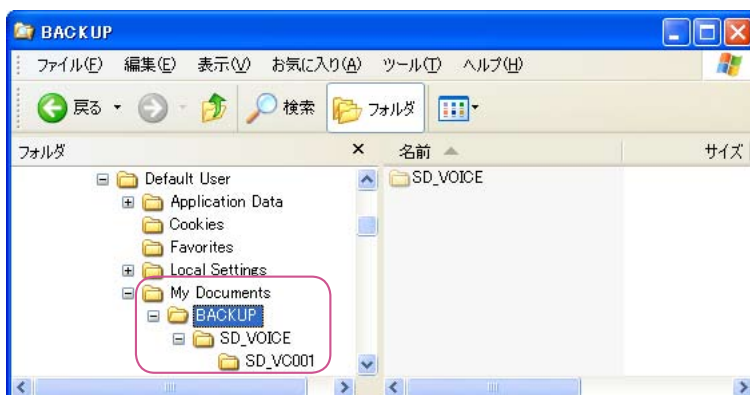 BACKUP
ファイル(F) 編集(E) 表示(V) お気に入り(A) ツール(T) ヘルプ(H)
戻る 検索 フォルダ
フォルダ × 名前 サイズ
Default User
Application Data
Cookies
Favorites
Local Settings
My Documents
BACKUP
SD_VOICE
SD_VC001
SD_VOICE